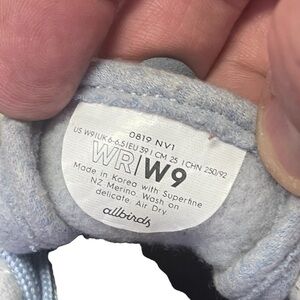 0819 NV1
US W9 | UK 6-6.5 | EU 39 | CM 25 | CHN 250/92
WR/W9
Made in Korea with Superfine
NZ Merino. Wash on
delicate. Air Dry.
allbirds